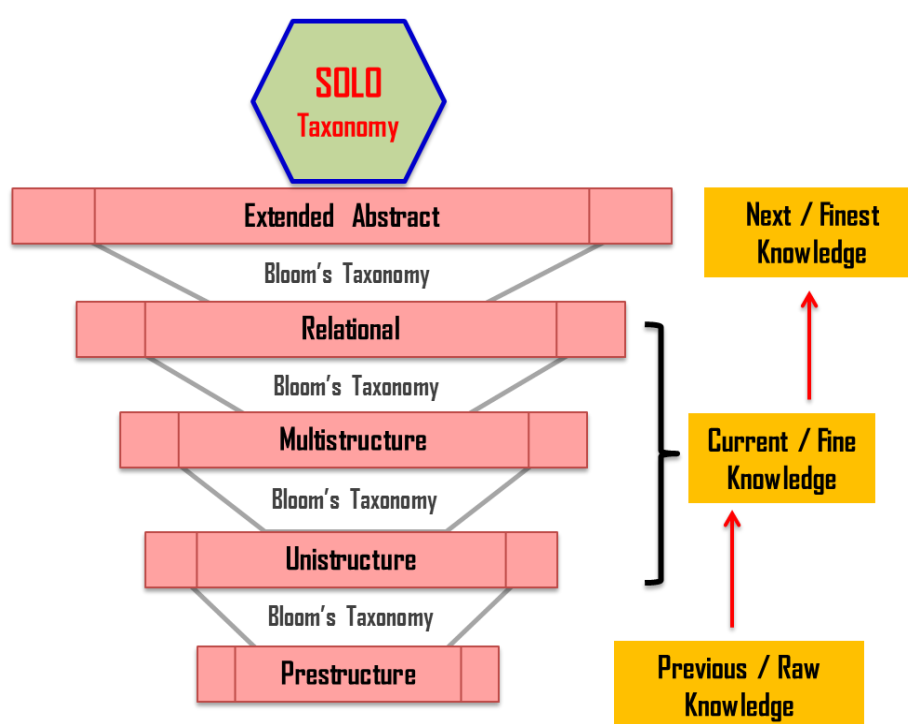 SOLO
Taxonomy
Extended Abstract
Next / Finest
Knowledge
Bloom's Taxonomy
Relational
Bloom's Taxonomy
Multistructure
Current / Fine
Knowledge
Bloom's Taxonomy
Unistructure
Bloom's Taxonomy
Prestructure
Previous / Raw
Knowledge